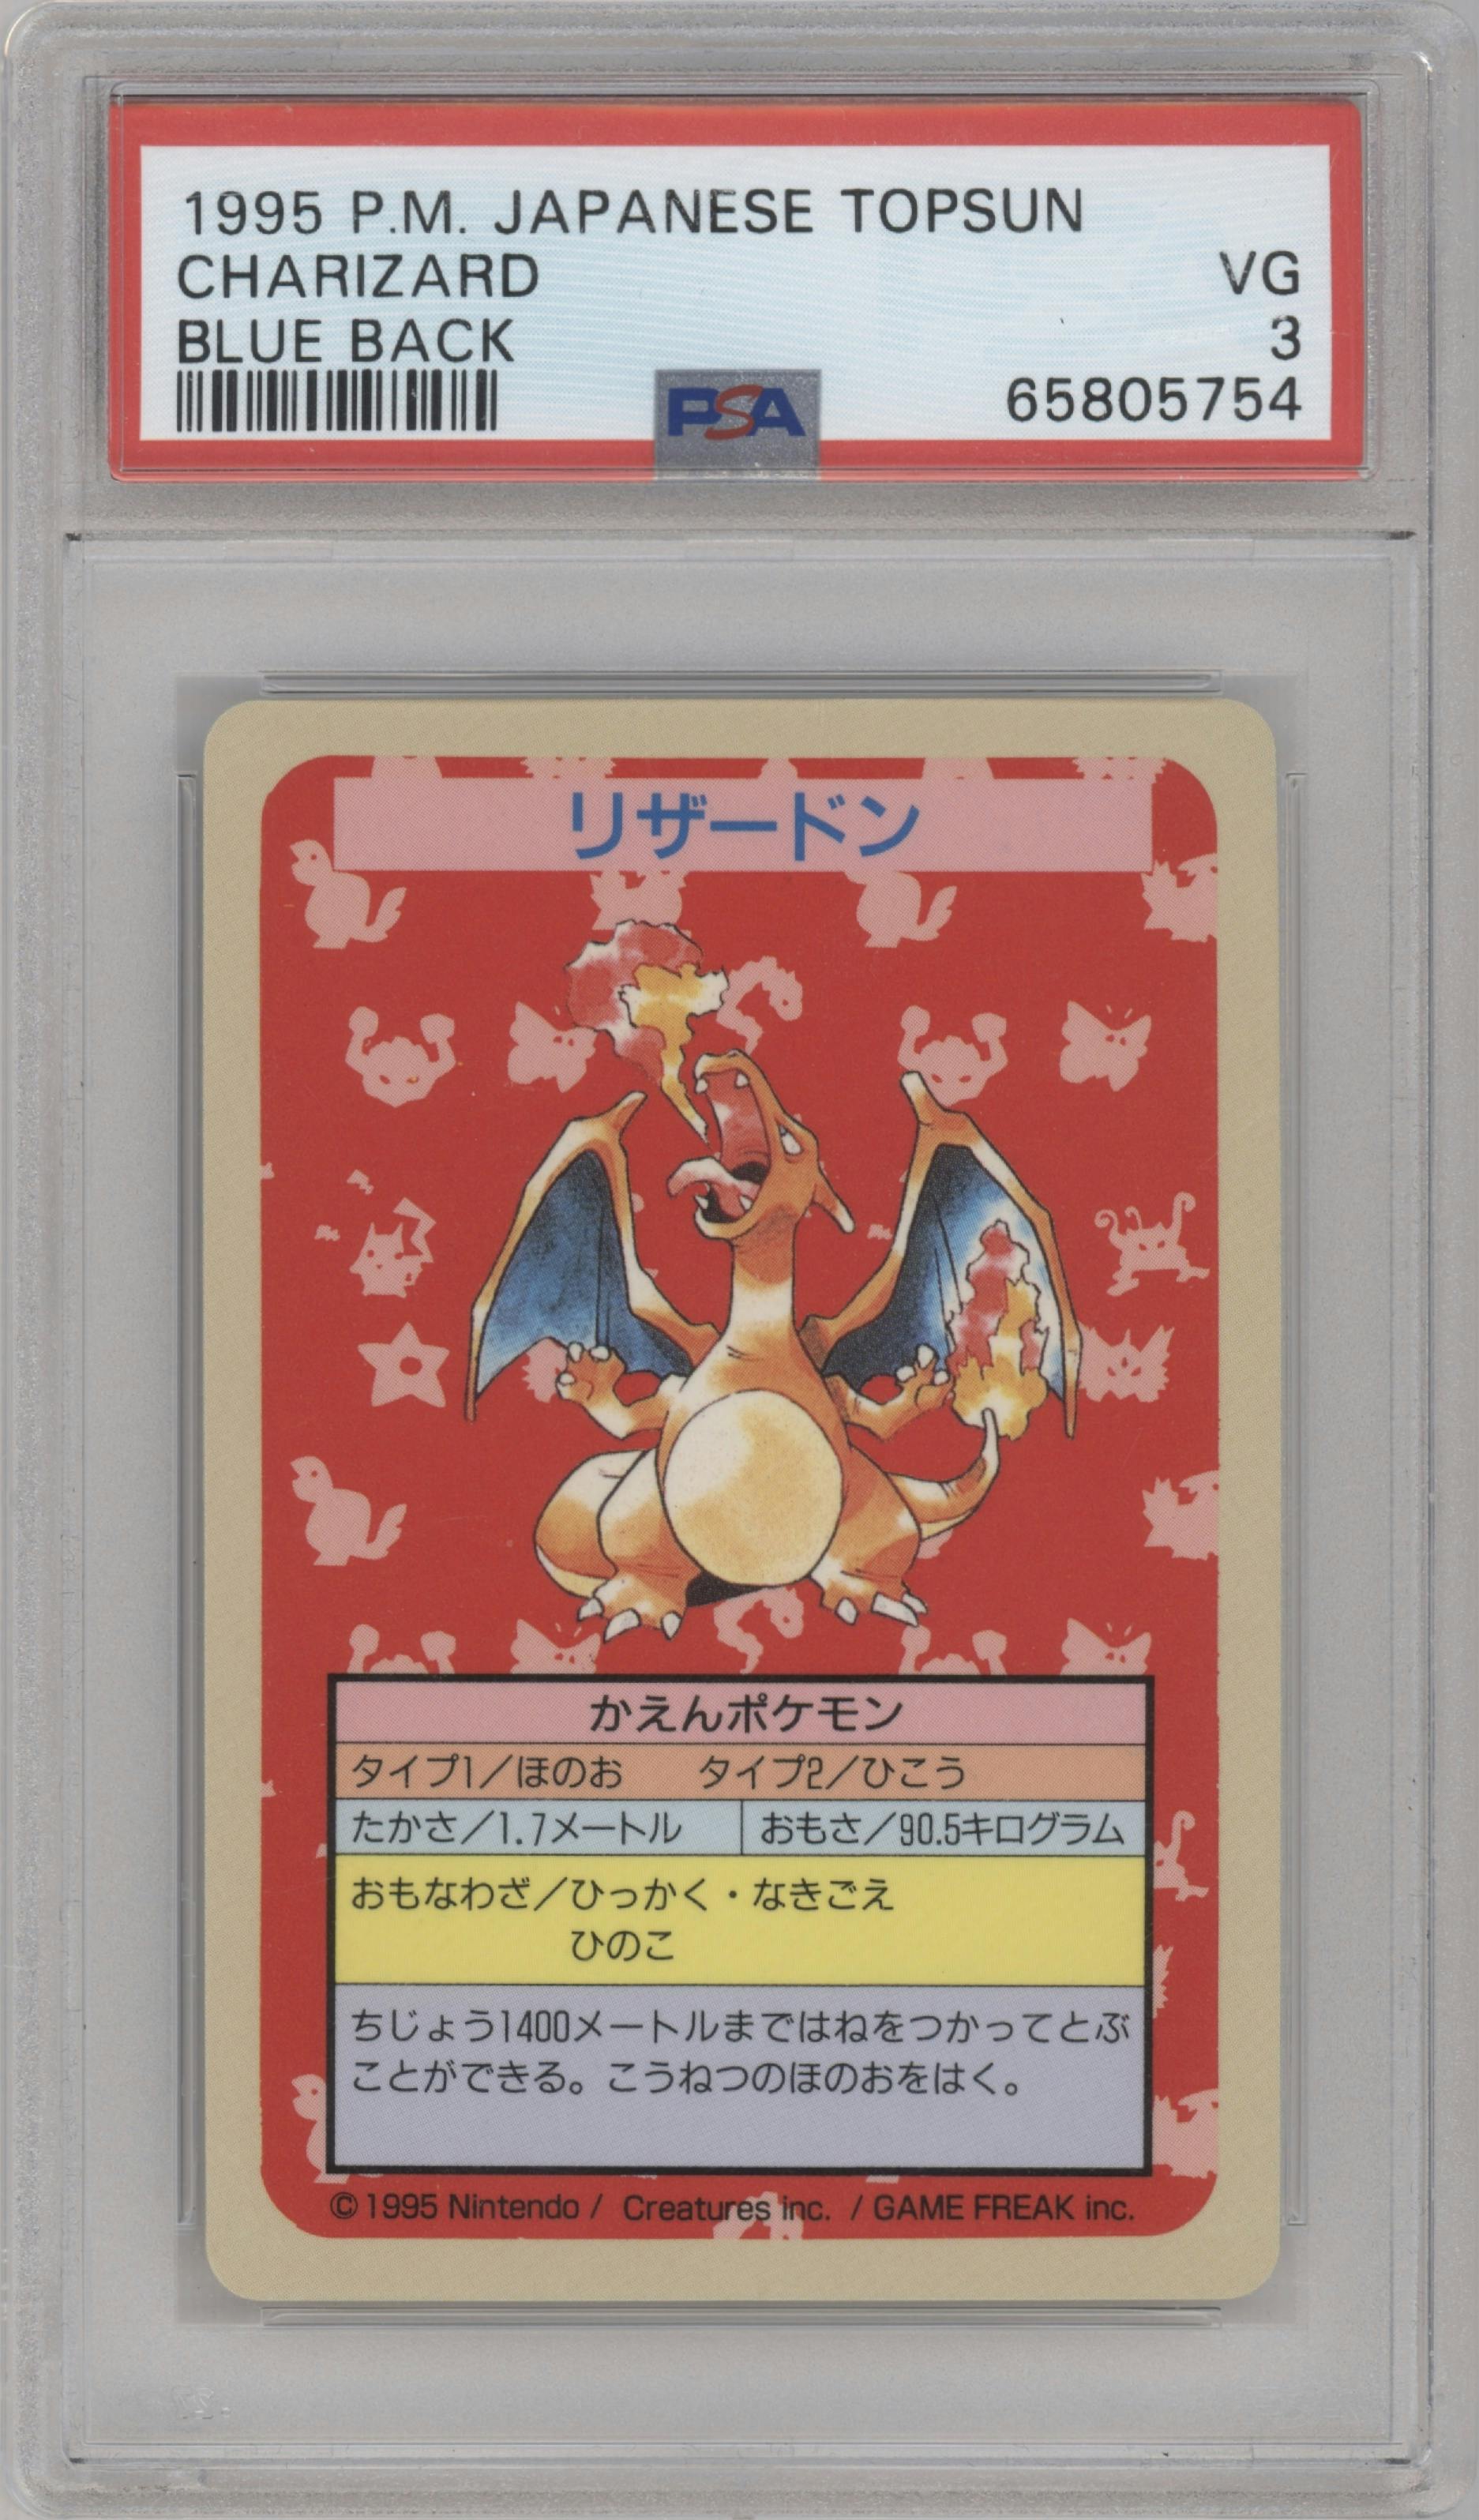 1995 P.M. JAPANESE TOPSUN
CHARIZARD
VG
BLUE BACK
3
PSA
65805754
リザードン
かえんポケモン
タイプ1／ほのお タイプ2／ひこう
たかさ／1.7メートル おもさ／90.5キログラム
おもなわざ／ひっかく・なきごえ
ひのこ
ちじょう1400メートルまではねをつかってとぶ
ことができる。こうねつのほのおをはく。
©1995 Nintendo / Creatures inc. / GAME FREAK inc.